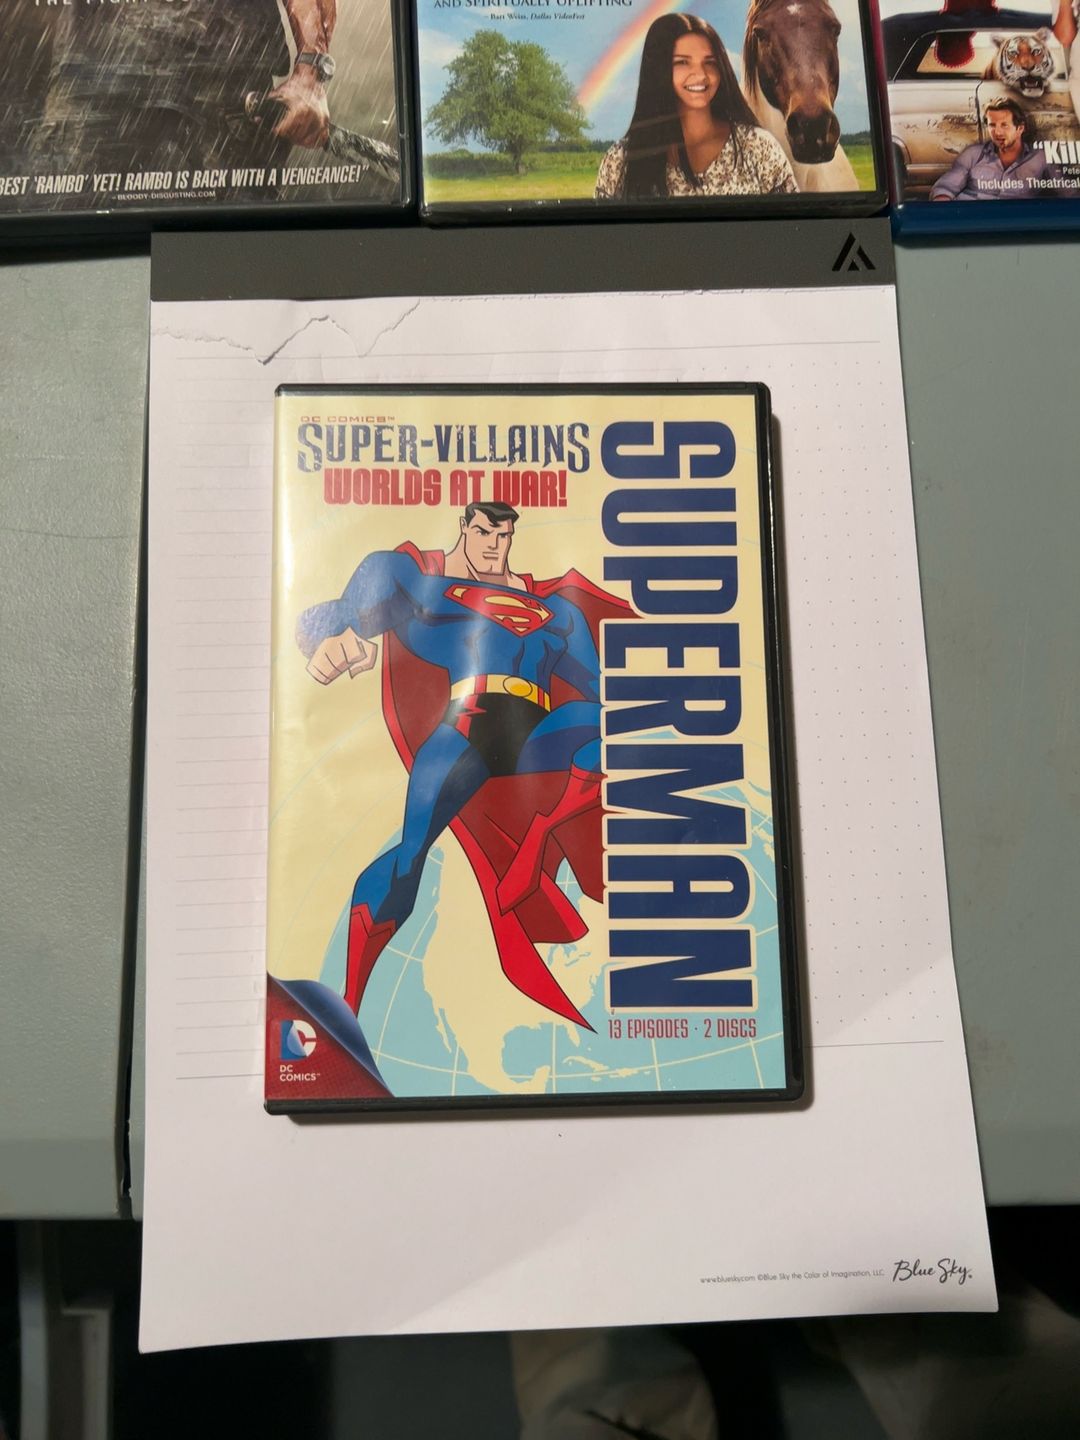 AND SPIRITUALLY UPLIFTING
– Bart Weiss, Dallas VideoFest
BEST 'RAMBO' YET! RAMBO IS BACK WITH A VENGEANCE!"
- BLOODY-DISGUSTING.COM
"Kil
- Pete
Includes Theatrical
DC COMICS™
SUPER-VILLAINS
WORLDS AT WAR!
SUPERMAN
13 EPISODES · 2 DISCS
DC
COMICS™
www.bluesky.com ©Blue Sky the Color of Imagination, LLC
Blue Sky.